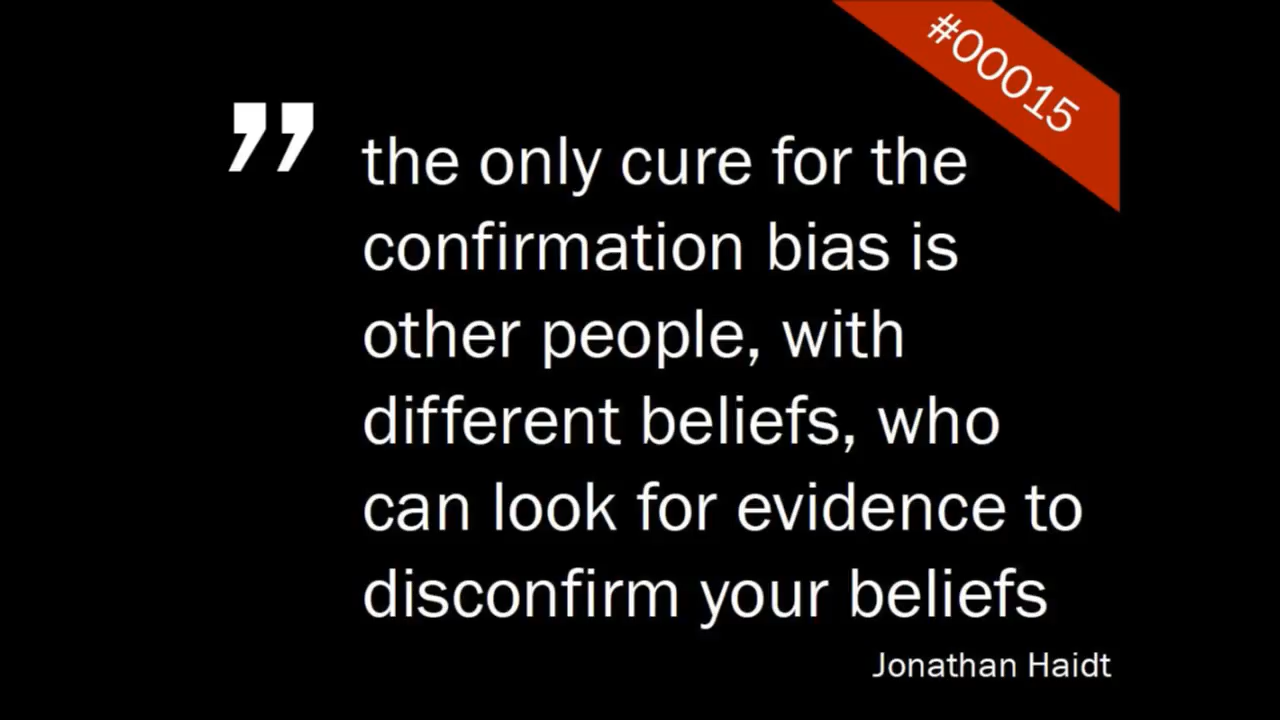 #00015
”
the only cure for the
confirmation bias is
other people, with
different beliefs, who
can look for evidence to
disconfirm your beliefs
Jonathan Haidt